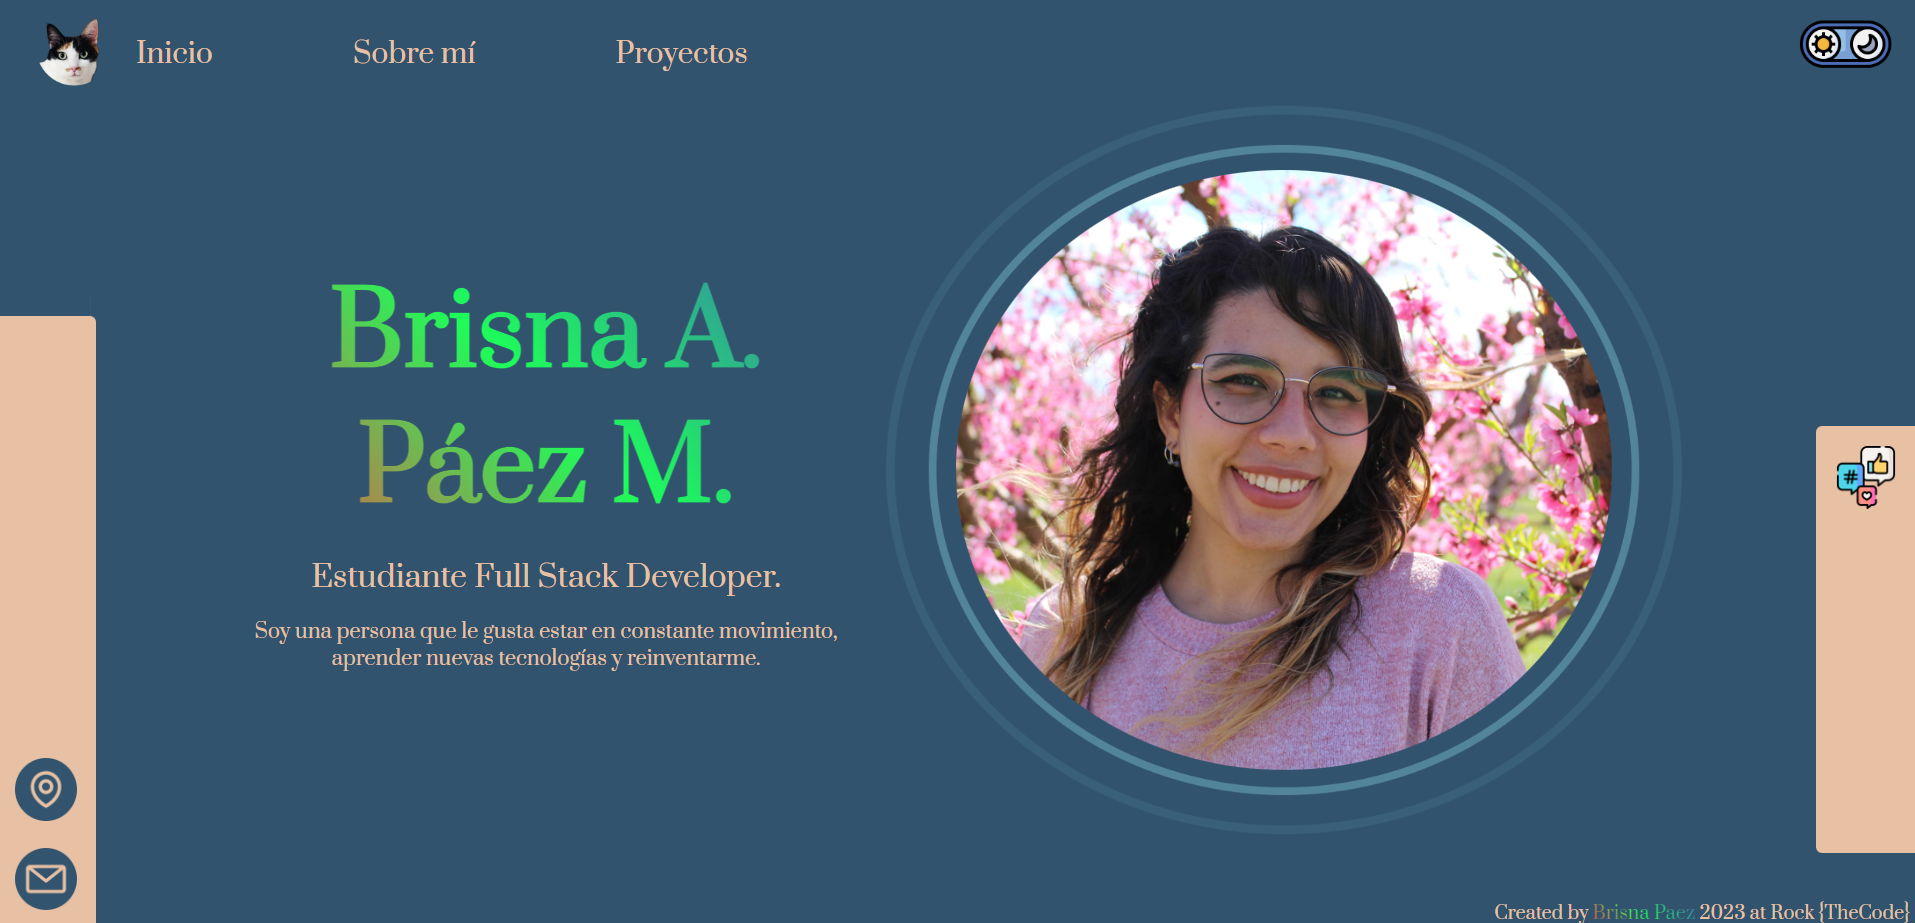 Inicio
Sobre mí
Proyectos
Brisna A.
Páez M.
Estudiante Full Stack Developer.
Soy una persona que le gusta estar en constante movimiento,
aprender nuevas tecnologías y reinventarme.
#
Created by Brisna Paez 2023 at Rock {TheCode}